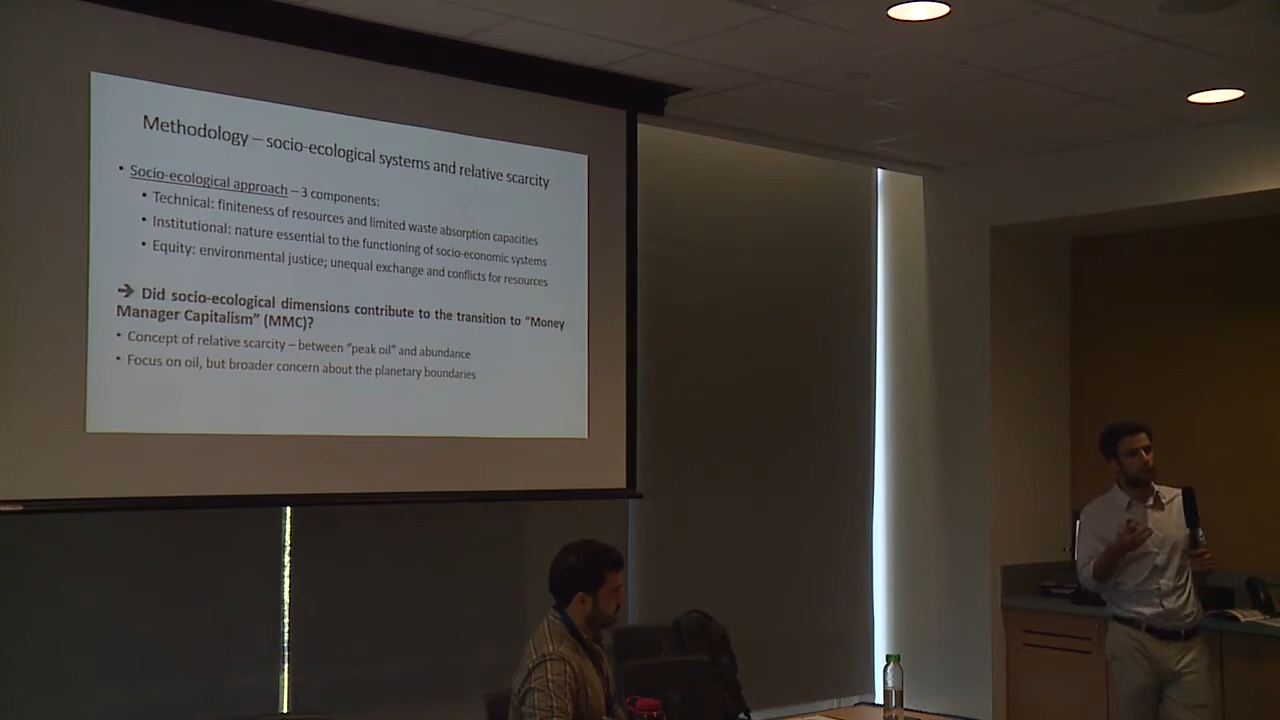 Methodology – socio-ecological systems and relative scarcity
• Socio-ecological approach – 3 components:
• Technical: finiteness of resources and limited waste absorption capacities
• Institutional: nature essential to the functioning of socio-economic systems
• Equity: environmental justice; unequal exchange and conflicts for resources
➔ Did socio-ecological dimensions contribute to the transition to “Money
Manager Capitalism” (MMC)?
• Concept of relative scarcity – between “peak oil” and abundance
• Focus on oil, but broader concern about the planetary boundaries